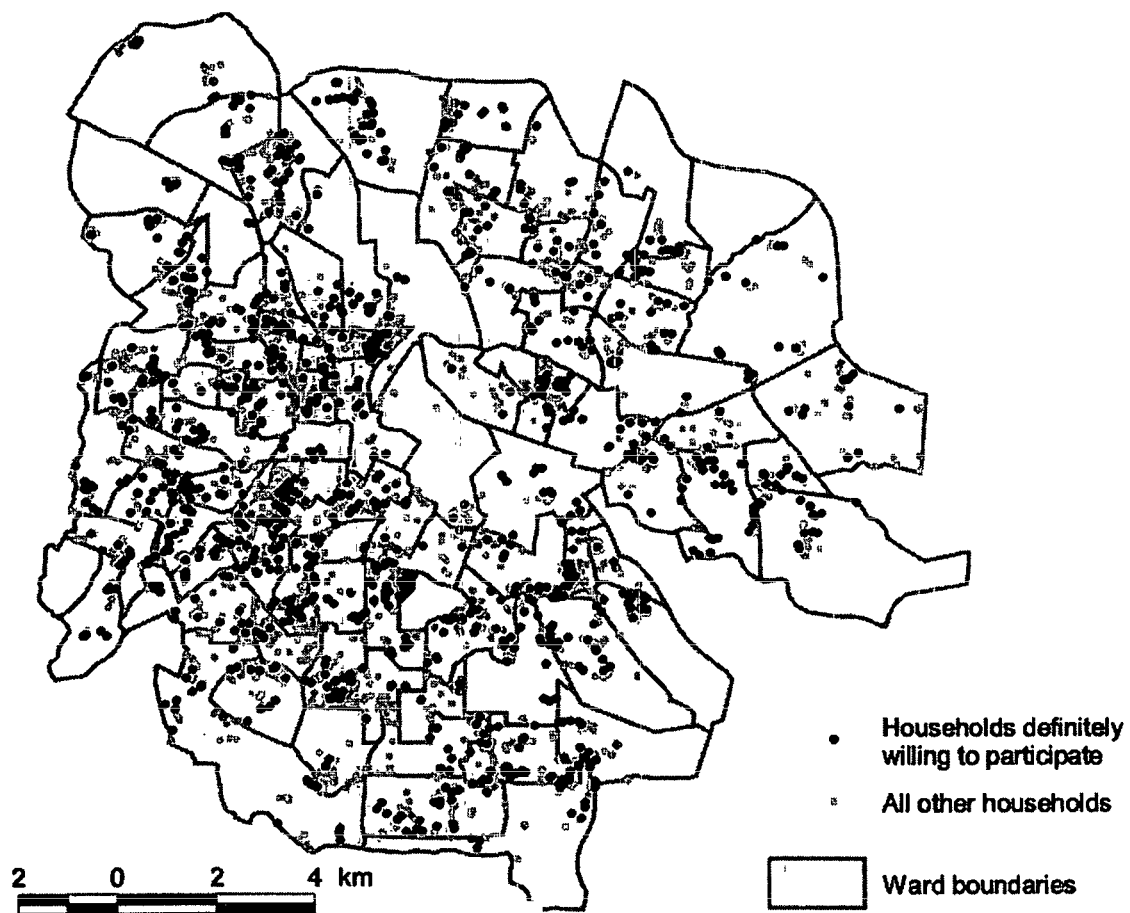 Households definitely
willing to participate
All other households
2 0 2 4 km
Ward boundaries